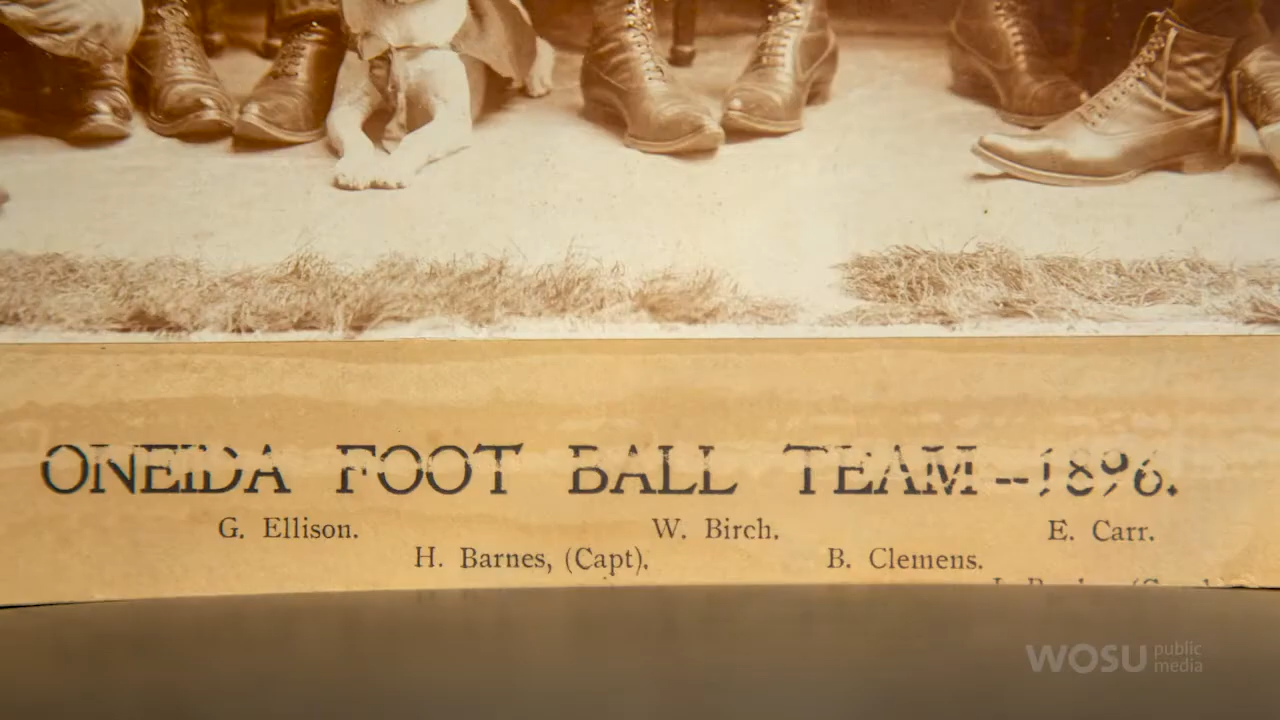 ONEIDA FOOT BALL TEAM--1896.
G. Ellison. W. Birch. E. Carr.
H. Barnes, (Capt). B. Clemens.
WOSU public media